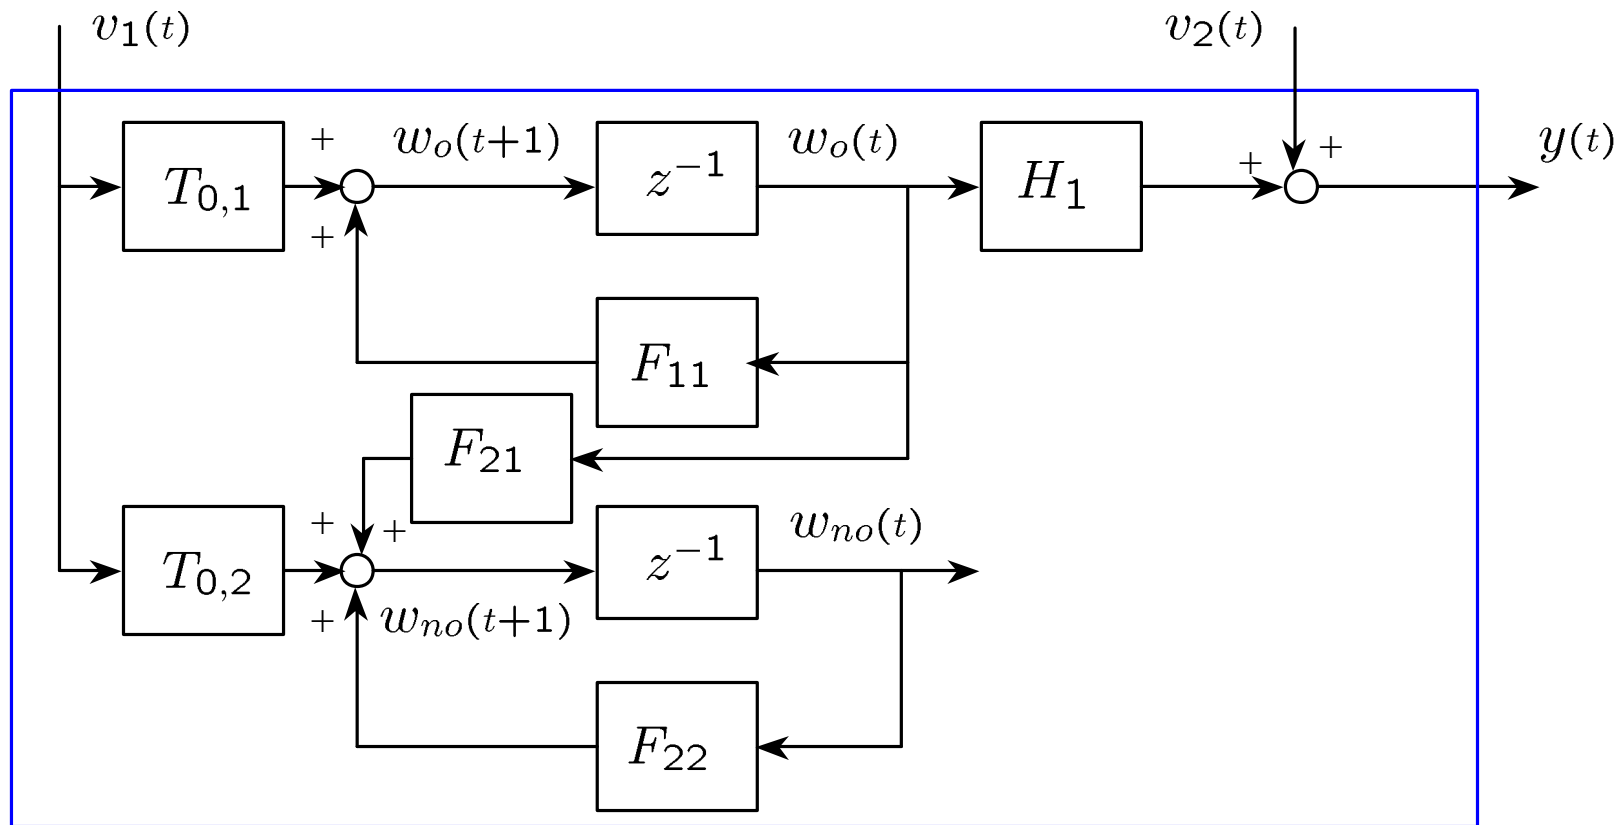 v₁(t) v₂(t)
+ wₒ(t+1) wₒ(t) + y(t)
T₀,₁ z⁻¹ H₁ +
+
F₁₁
F₂₁
+ + wₙₒ(t)
T₀,₂ z⁻¹
+ wₙₒ(t+1)
F₂₂